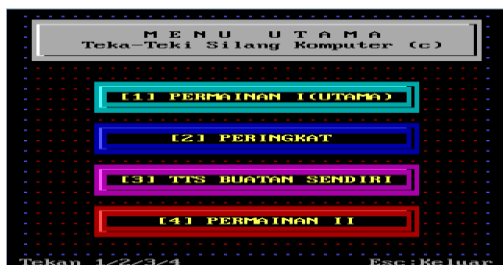 M E N U   U T A M A
Teka-Teki Silang Komputer (c)
[1] PERMAINAN I(UTAMA)
[2] PERINGKAT
[3] TTS BUATAN SENDIRI
[4] PERMAINAN II
Tekan 1/2/3/4 Esc:Keluar